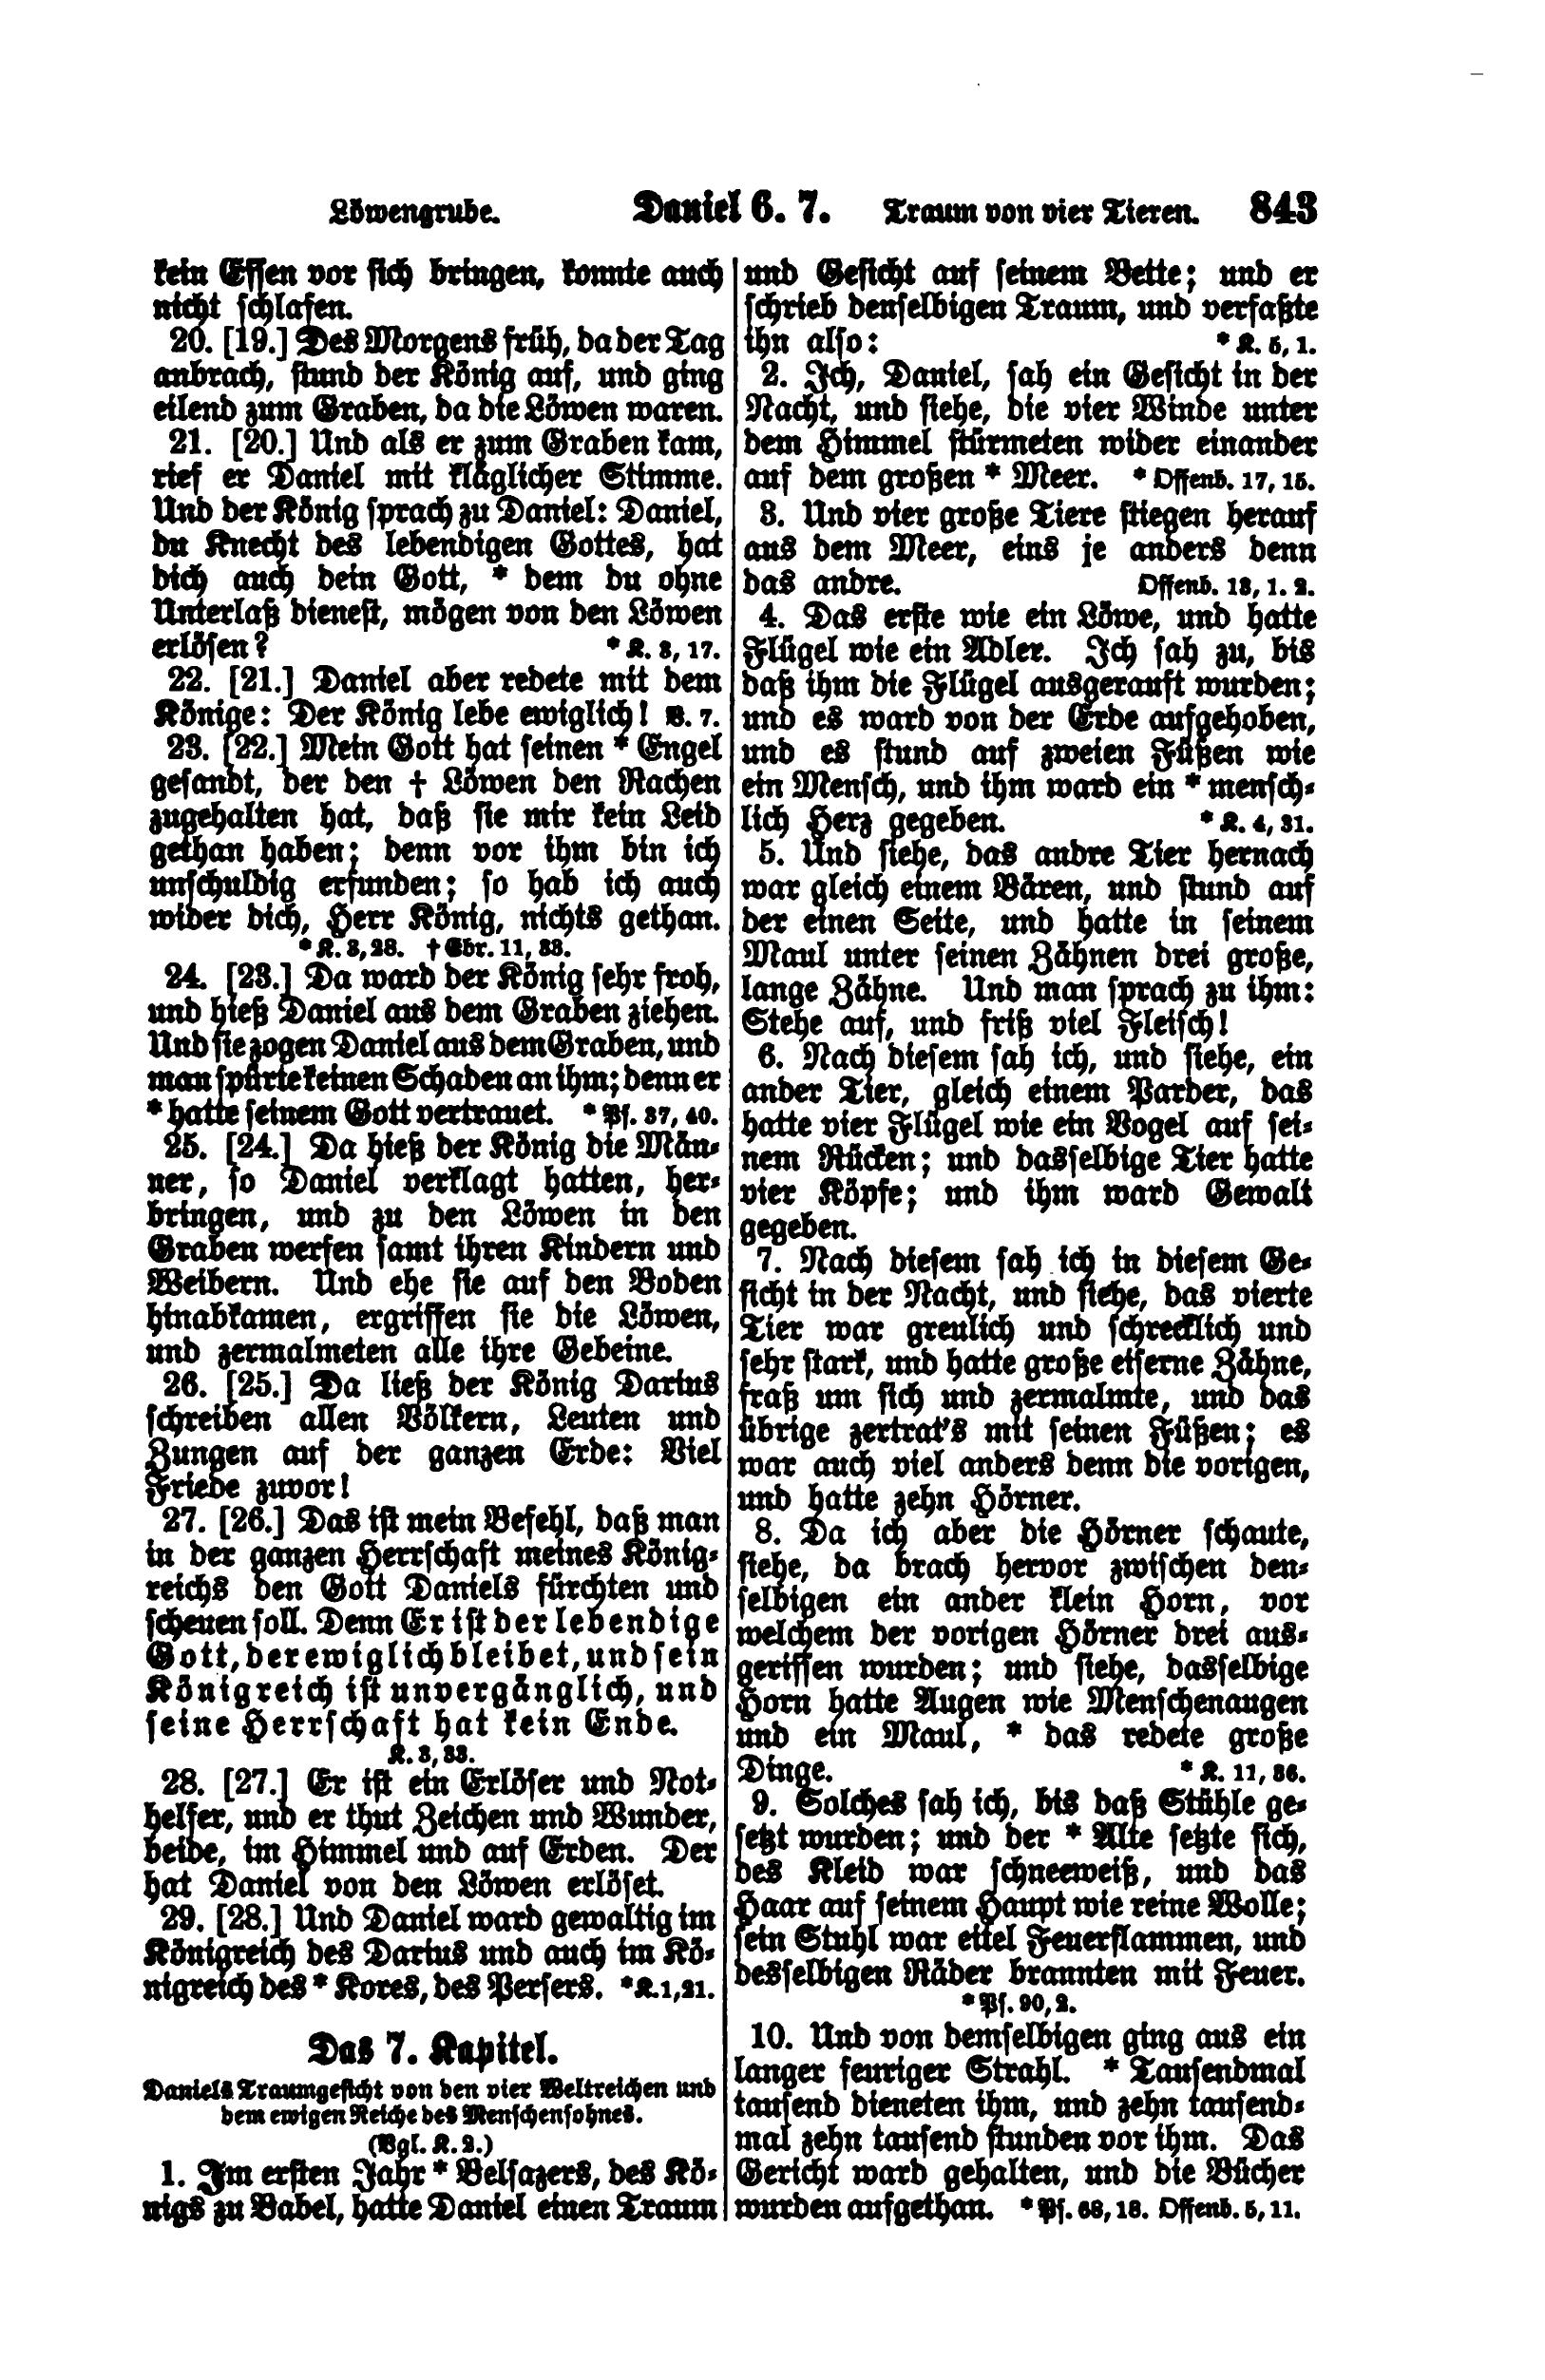 Löwengrube. Daniel 6. 7. Traum von vier Tieren. 843
kein Essen vor sich bringen, konnte auch
nicht schlafen.
20. [19.] Des Morgens früh, da der Tag
anbrach, stund der König auf, und ging
eilend zum Graben, da die Löwen waren.
21. [20.] Und als er zum Graben kam,
rief er Daniel mit kläglicher Stimme.
Und der König sprach zu Daniel: Daniel,
du Knecht des lebendigen Gottes, hat
dich auch dein Gott, * dem du ohne
Unterlaß dienest, mögen von den Löwen
erlösen? * K. 3, 17.
22. [21.] Daniel aber redete mit dem
Könige: Der König lebe ewiglich! V. 7.
23. [22.] Mein Gott hat seinen * Engel
gesandt, der den † Löwen den Rachen
zugehalten hat, daß sie mir kein Leid
gethan haben; denn vor ihm bin ich
unschuldig erfunden; so hab ich auch
wider dich, Herr König, nichts gethan.
* K. 3, 28. † Ebr. 11, 33.
24. [23.] Da ward der König sehr froh,
und hieß Daniel aus dem Graben ziehen.
Und sie zogen Daniel aus dem Graben, und
man spürte keinen Schaden an ihm; denn er
* hatte seinem Gott vertrauet. * Ps. 37, 40.
25. [24.] Da hieß der König die Män-
ner, so Daniel verklagt hatten, her-
bringen, und zu den Löwen in den
Graben werfen samt ihren Kindern und
Weibern. Und ehe sie auf den Boden
hinabkamen, ergriffen sie die Löwen,
und zermalmeten alle ihre Gebeine.
26. [25.] Da ließ der König Darius
schreiben allen Völkern, Leuten und
Zungen auf der ganzen Erde: Viel
Friede zuvor!
27. [26.] Das ist mein Befehl, daß man
in der ganzen Herrschaft meines König-
reichs den Gott Daniels fürchten und
scheuen soll. Denn Er ist der lebendige
Gott, der ewiglich bleibet, und sein
Königreich ist unvergänglich, und
seine Herrschaft hat kein Ende.
K. 3, 33.
28. [27.] Er ist ein Erlöser und Not-
helfer, und er thut Zeichen und Wunder,
beide, im Himmel und auf Erden. Der
hat Daniel von den Löwen erlöset.
29. [28.] Und Daniel ward gewaltig im
Königreich des Darius und auch im Kö-
nigreich des * Kores, des Persers. * K. 1, 21.
Das 7. Kapitel.
Daniels Traumgesicht von den vier Weltreichen und
dem ewigen Reiche des Menschensohnes.
(Vgl. K. 2.)
1. Im ersten Jahr * Belsazers, des Kö-
nigs zu Babel, hatte Daniel einen Traum
und Gesicht auf seinem Bette; und er
schrieb denselbigen Traum, und verfaßte
ihn also: * K. 5, 1.
2. Ich, Daniel, sah ein Gesicht in der
Nacht, und siehe, die vier Winde unter
dem Himmel stürmeten wider einander
auf dem großen * Meer. * Offenb. 17, 15.
3. Und vier große Tiere stiegen herauf
aus dem Meer, eins je anders denn
das andre. Offenb. 13, 1. 2.
4. Das erste wie ein Löwe, und hatte
Flügel wie ein Adler. Ich sah zu, bis
daß ihm die Flügel ausgerauft wurden;
und es ward von der Erde aufgehoben,
und es stund auf zweien Füßen wie
ein Mensch, und ihm ward ein * mensch-
lich Herz gegeben. * K. 4, 31.
5. Und siehe, das andre Tier hernach
war gleich einem Bären, und stund auf
der einen Seite, und hatte in seinem
Maul unter seinen Zähnen drei große,
lange Zähne. Und man sprach zu ihm:
Stehe auf, und friß viel Fleisch!
6. Nach diesem sah ich, und siehe, ein
ander Tier, gleich einem Parder, das
hatte vier Flügel wie ein Vogel auf sei-
nem Rücken; und dasselbige Tier hatte
vier Köpfe; und ihm ward Gewalt
gegeben.
7. Nach diesem sah ich in diesem Ge-
sicht in der Nacht, und siehe, das vierte
Tier war greulich und schrecklich und
sehr stark, und hatte große eiserne Zähne,
fraß um sich und zermalmte, und das
übrige zertrat's mit seinen Füßen; es
war auch viel anders denn die vorigen,
und hatte zehn Hörner.
8. Da ich aber die Hörner schaute,
siehe, da brach hervor zwischen den-
selbigen ein ander klein Horn, vor
welchem der vorigen Hörner drei aus-
gerissen wurden; und siehe, dasselbige
Horn hatte Augen wie Menschenaugen
und ein Maul, * das redete große
Dinge. * K. 11, 36.
9. Solches sah ich, bis daß Stühle ge-
setzt wurden; und der * Alte setzte sich,
des Kleid war schneeweiß, und das
Haar auf seinem Haupt wie reine Wolle;
sein Stuhl war eitel Feuerflammen, und
desselbigen Räder brannten mit Feuer.
* Ps. 90, 2.
10. Und von demselbigen ging aus ein
langer feuriger Strahl. * Tausendmal
tausend dieneten ihm, und zehn tausend-
mal zehn tausend stunden vor ihm. Das
Gericht ward gehalten, und die Bücher
wurden aufgethan. * Ps. 68, 18. Offenb. 5, 11.